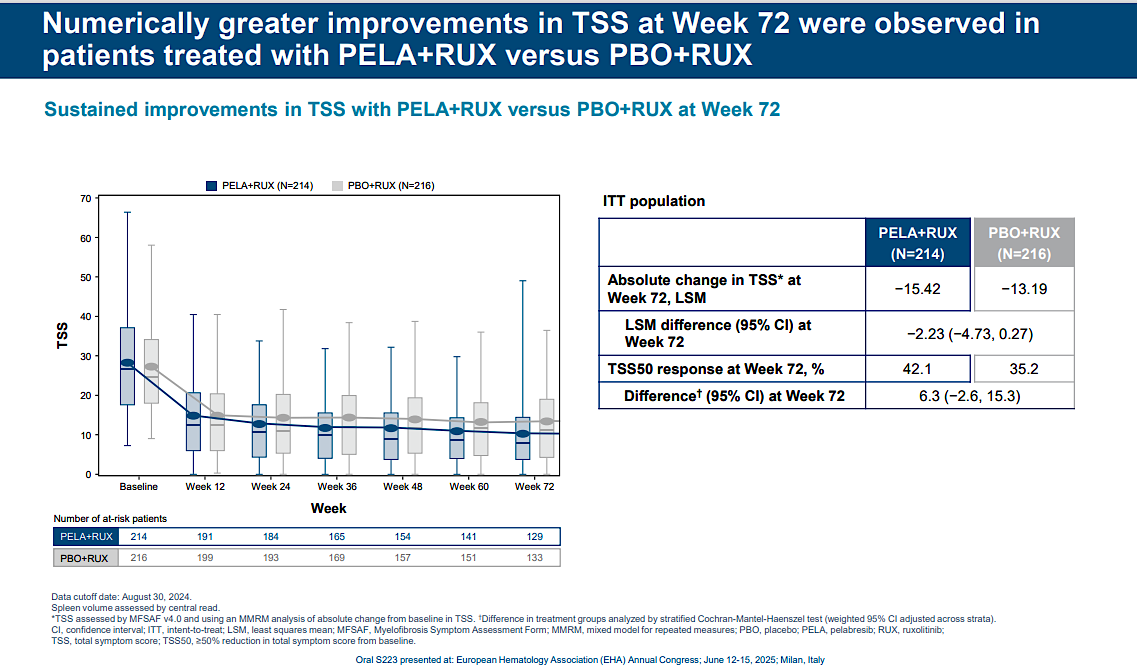 Numerically greater improvements in TSS at Week 72 were observed in
patients treated with PELA+RUX versus PBO+RUX
Sustained improvements in TSS with PELA+RUX versus PBO+RUX at Week 72
PELA+RUX (N=214) PBO+RUX (N=216)
TSS
70
60
50
40
30
20
10
0
Baseline Week 12 Week 24 Week 36 Week 48 Week 60 Week 72
Week
Number of at-risk patients
PELA+RUX 214 191 184 165 154 141 129
PBO+RUX 216 199 193 169 157 151 133
ITT population
PELA+RUX PBO+RUX
(N=214) (N=216)
Absolute change in TSS* at
Week 72, LSM
−15.42 −13.19
LSM difference (95% CI) at
Week 72
−2.23 (−4.73, 0.27)
TSS50 response at Week 72, % 42.1 35.2
Difference† (95% CI) at Week 72 6.3 (−2.6, 15.3)
Data cutoff date: August 30, 2024.
Spleen volume assessed by central read.
*TSS assessed by MFSAF v4.0 and using an MMRM analysis of absolute change from baseline in TSS. †Difference in treatment groups analyzed by stratified Cochran-Mantel-Haenszel test (weighted 95% CI adjusted across strata).
CI, confidence interval; ITT, intent-to-treat; LSM, least squares mean; MFSAF, Myelofibrosis Symptom Assessment Form; MMRM, mixed model for repeated measures; PBO, placebo; PELA, pelabresib; RUX, ruxolitinib;
TSS, total symptom score; TSS50, ≥50% reduction in total symptom score from baseline.
Oral S223 presented at: European Hematology Association (EHA) Annual Congress; June 12-15, 2025; Milan, Italy